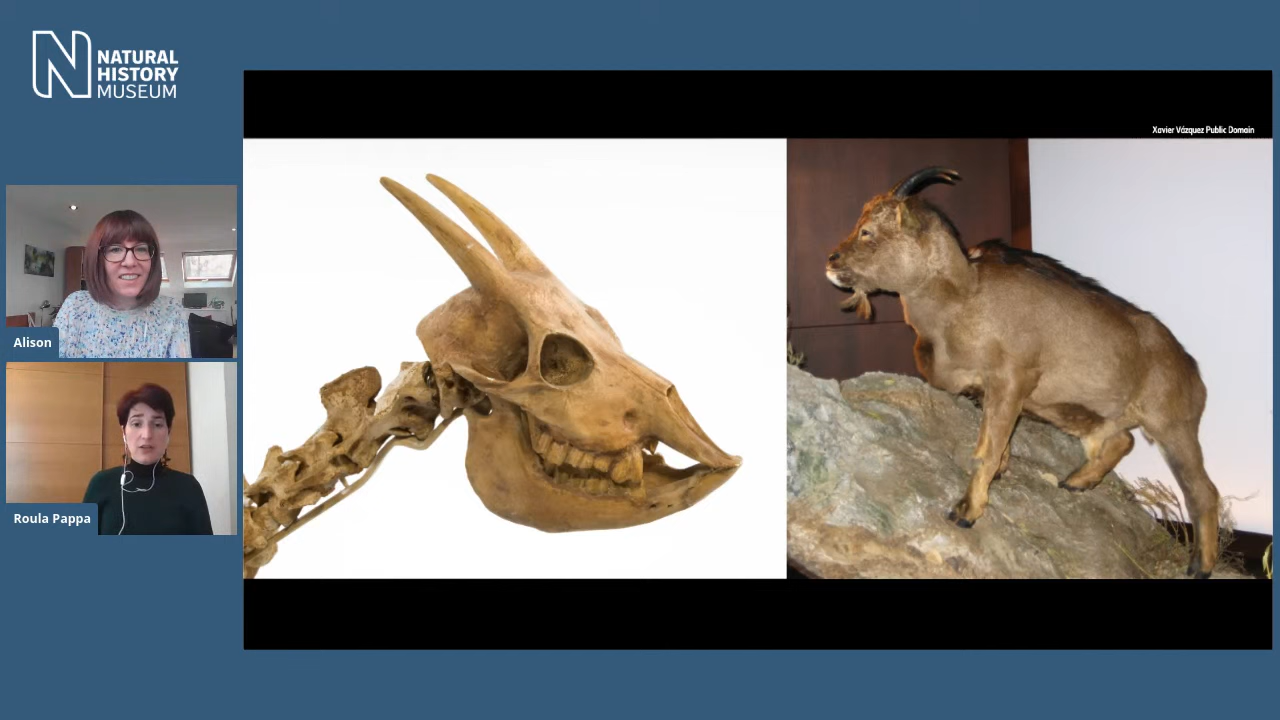 NATURAL
HISTORY
MUSEUM
Xavier Vázquez Public Domain
Alison
Roula Pappa